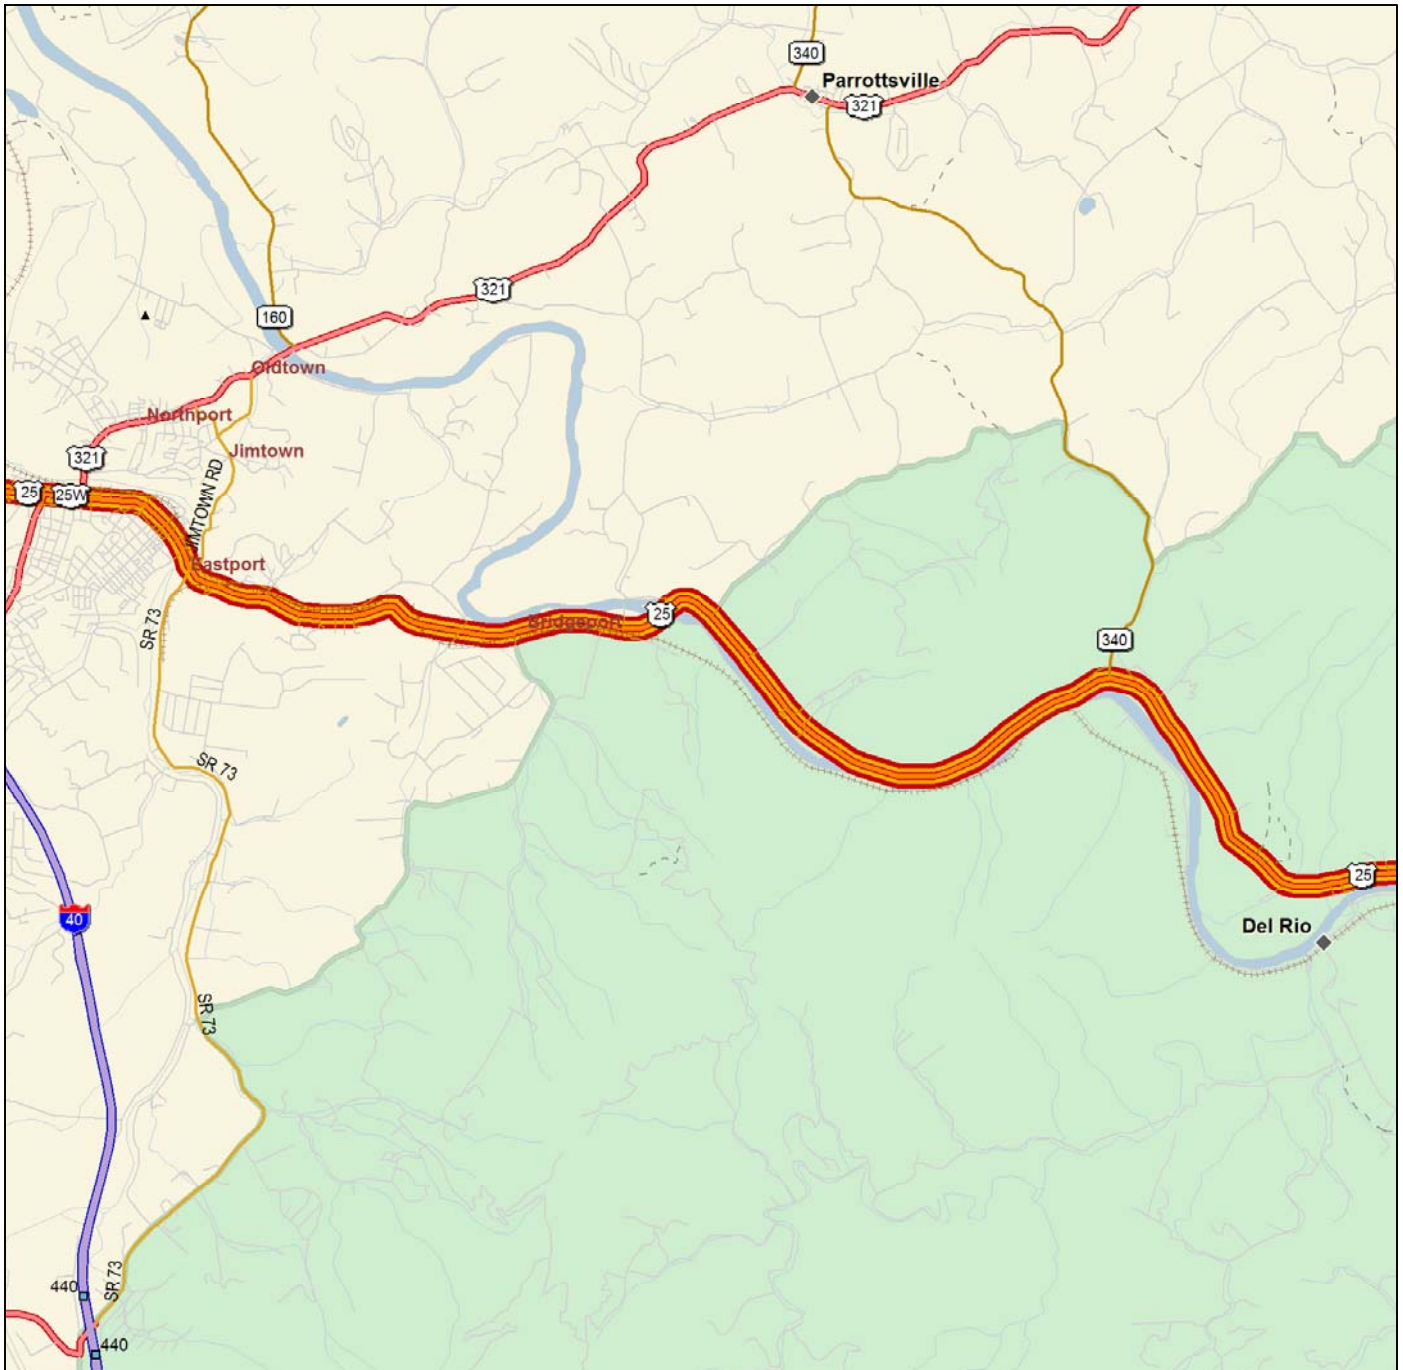 340
Parrottsville
321
321
160
Oldtown
Northport
Jimtown
321
JIMTOWN RD
25
25W
Eastport
SR 73
Bridgeport
25
340
SR 73
25
40
Del Rio
SR 73
SR 73
440
440